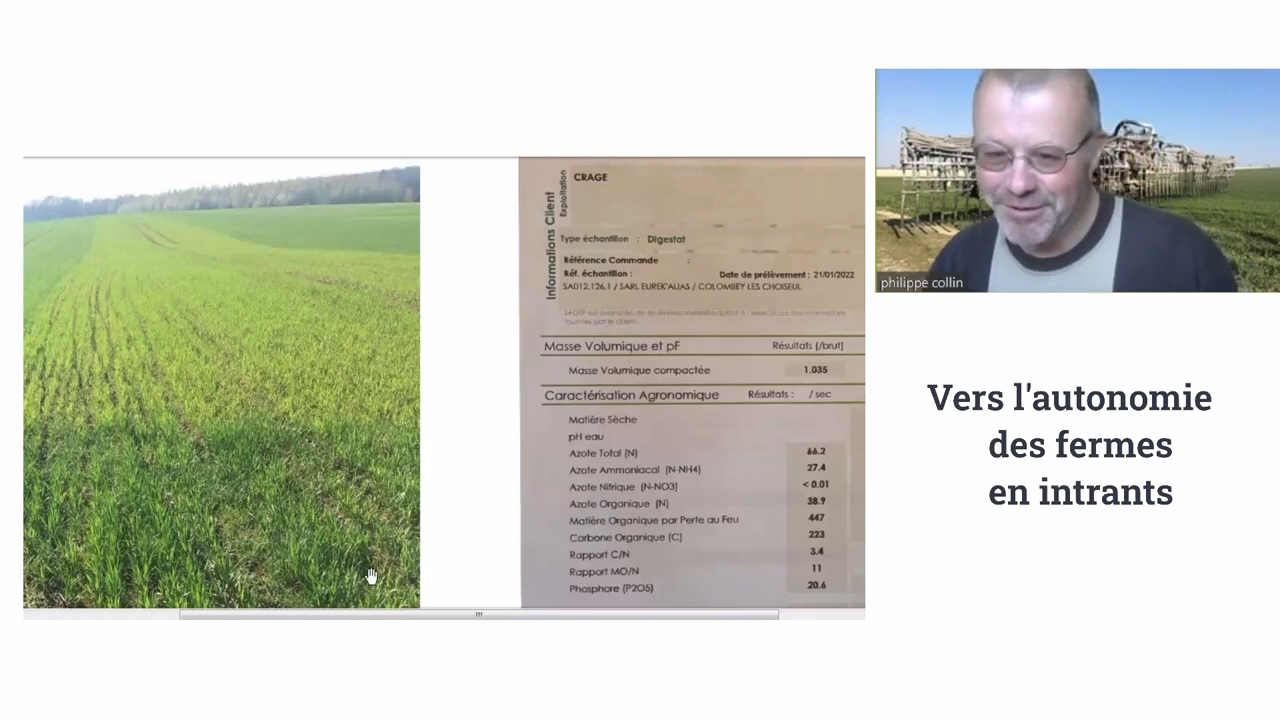 Informations Client
Exploitation
CRAGE
Type échantillon : Digestat
Référence Commande :
Réf. échantillon : Date de prélèvement : 21/01/2022
SA012.126.1 / SARL EUREKALIAS / COLOMBEY LES CHOISEUL
Masse Volumique et pF Résultats (/brut)
Masse Volumique compactée 1.035
Caractérisation Agronomique Résultats : / sec
Matière Sèche
pH eau
Azote Total (N) 66.2
Azote Ammoniacal (N-NH4) 27.4
Azote Nitrique (N-NO3) < 0.01
Azote Organique (N) 38.9
Matière Organique par Perte au Feu 447
Carbone Organique (C) 223
Rapport C/N 3.4
Rapport MO/N 11
Phosphore (P2O5) 20.6
philippe collin
Vers l'autonomie
des fermes
en intrants